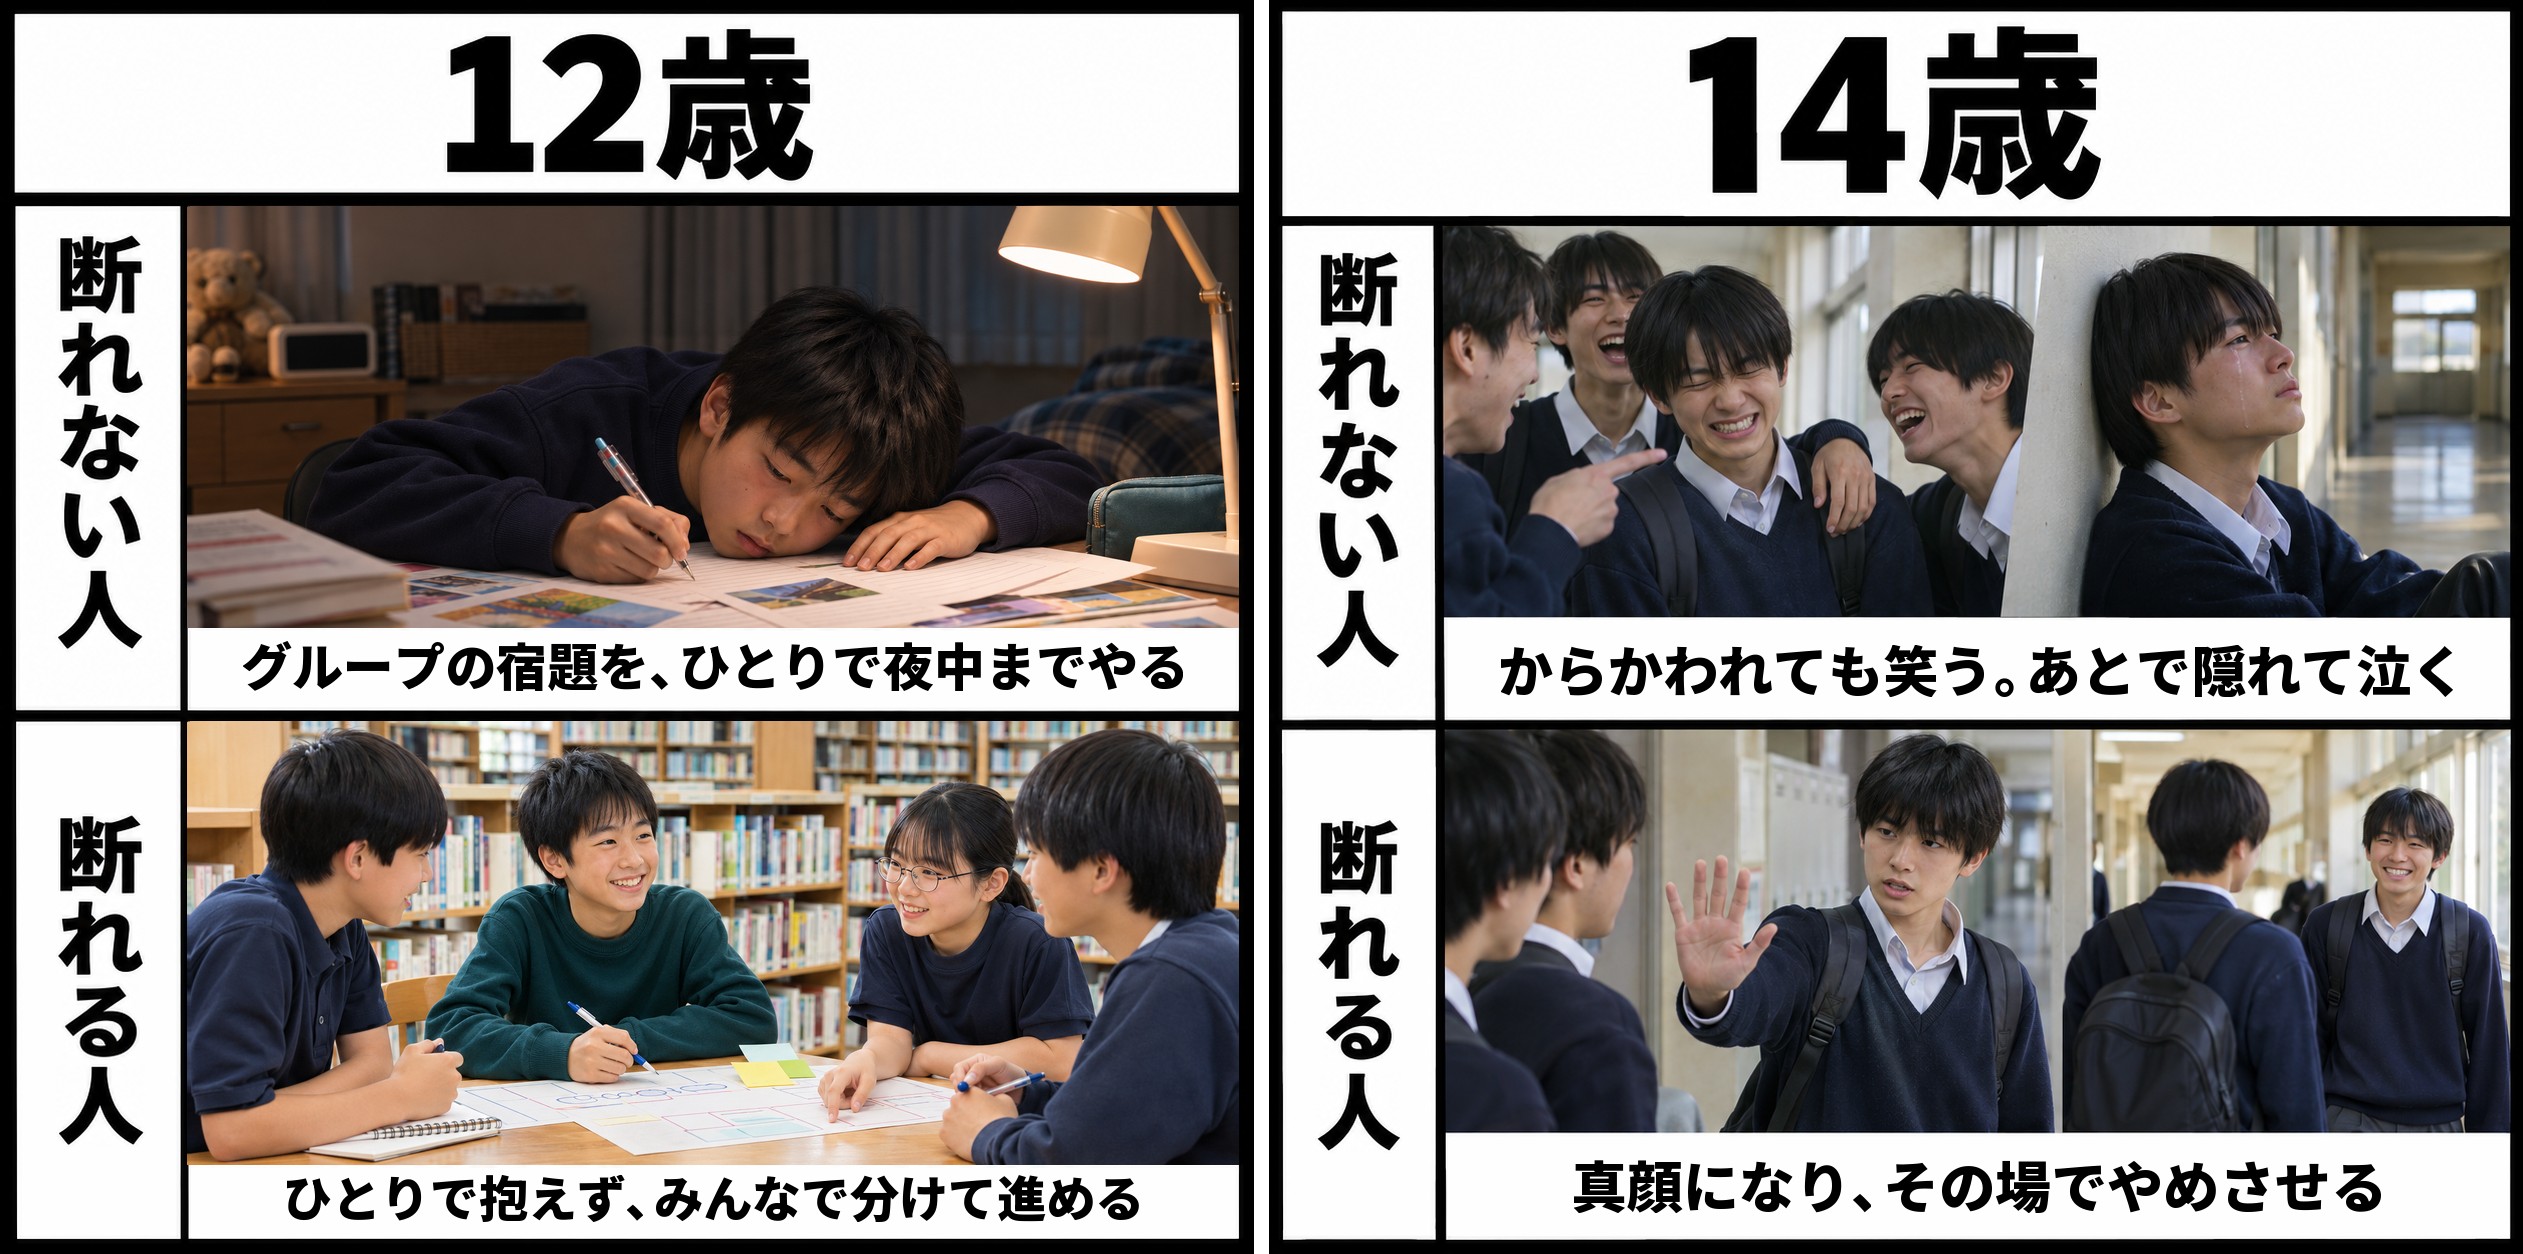 12歳
断れない人
グループの宿題を、ひとりで夜中までやる
断れる人
ひとりで抱えず、みんなで分けて進める
14歳
断れない人
からかわれても笑う。あとで隠れて泣く
断れる人
真顔になり、その場でやめさせる